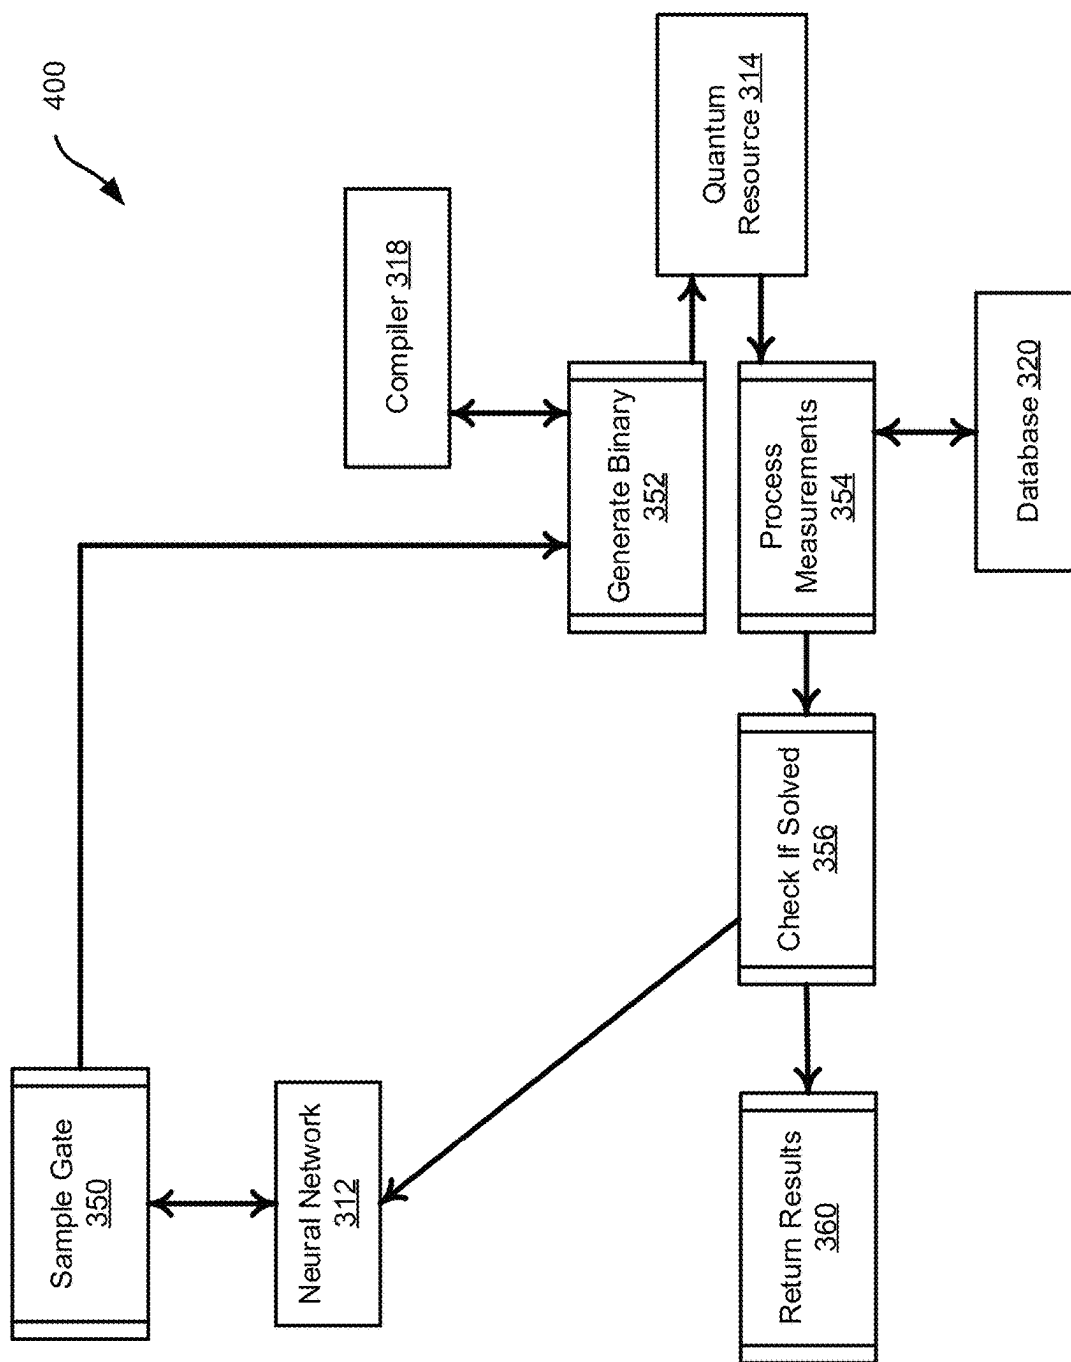 400
Sample Gate
350
Neural Network
312
Compiler 318
Generate Binary
352
Quantum
Resource 314
Process
Measurements
354
Check If Solved
356
Return Results
360
Database 320